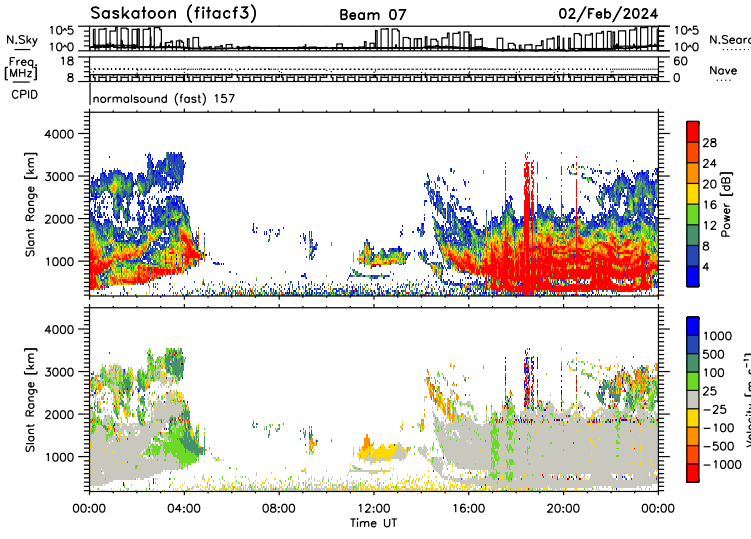 Saskatoon (fitacf3) Beam 07 02/Feb/2024
N.Sky 10^5 10^0 10^5 10^0 N.Searc
Freq. [MHz] 18 8 60 0 Nave
CPID normalsound (fast) 157
Slant Range [km] 4000 3000 2000 1000
28 24 20 16 12 8 4 Power [dB]
Slant Range [km] 4000 3000 2000 1000
1000 500 100 25 -25 -100 -500 -1000 Velocity [m s^-1]
00:00 04:00 08:00 12:00 16:00 20:00 00:00
Time UT